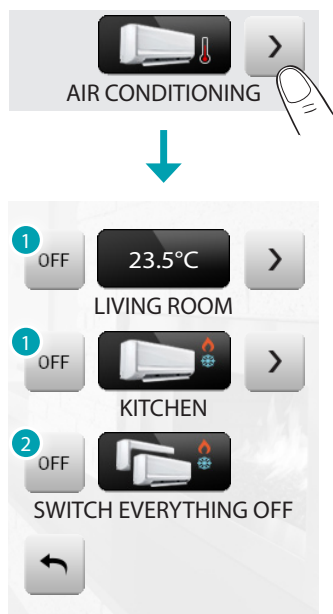 AIR CONDITIONING
1
OFF 23.5°C
LIVING ROOM
1
OFF
KITCHEN
2
OFF
SWITCH EVERYTHING OFF